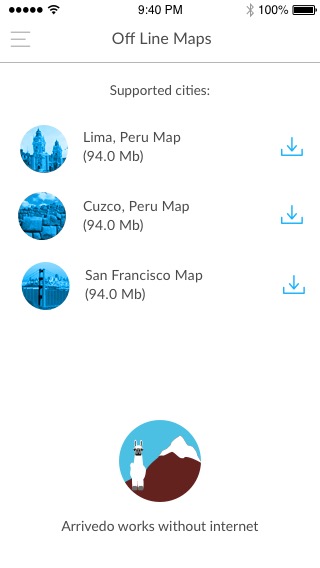 9:40 PM
100%
Off Line Maps
Supported cities:
Lima, Peru Map
(94.0 Mb)
Cuzco, Peru Map
(94.0 Mb)
San Francisco Map
(94.0 Mb)
Arrivedo works without internet